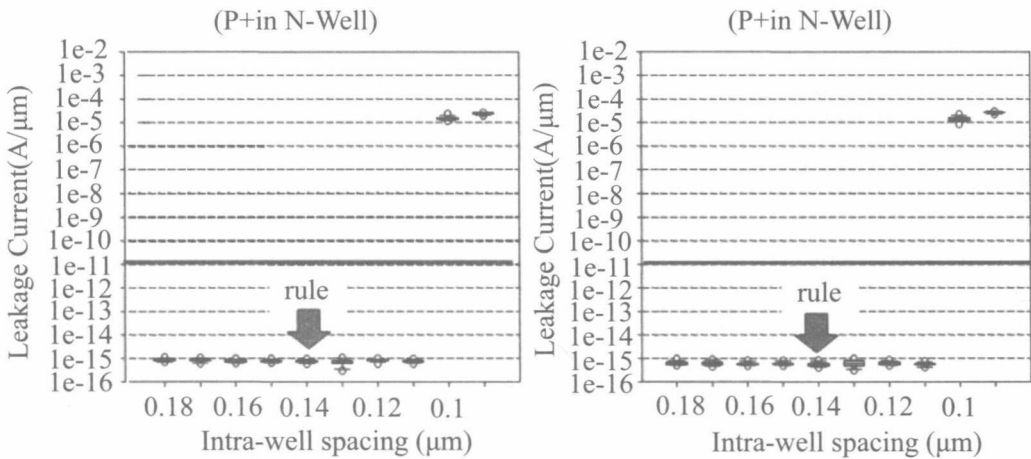 (P+in N-Well)
Leakage Current(A/μm)
1e-2
1e-3
1e-4
1e-5
1e-6
1e-7
1e-8
1e-9
1e-10
1e-11
1e-12
1e-13
1e-14
1e-15
1e-16
rule
0.18 0.16 0.14 0.12 0.1
Intra-well spacing (μm)
(P+in N-Well)
Leakage Current(A/μm)
1e-2
1e-3
1e-4
1e-5
1e-6
1e-7
1e-8
1e-9
1e-10
1e-11
1e-12
1e-13
1e-14
1e-15
1e-16
rule
0.18 0.16 0.14 0.12 0.1
Intra-well spacing (μm)